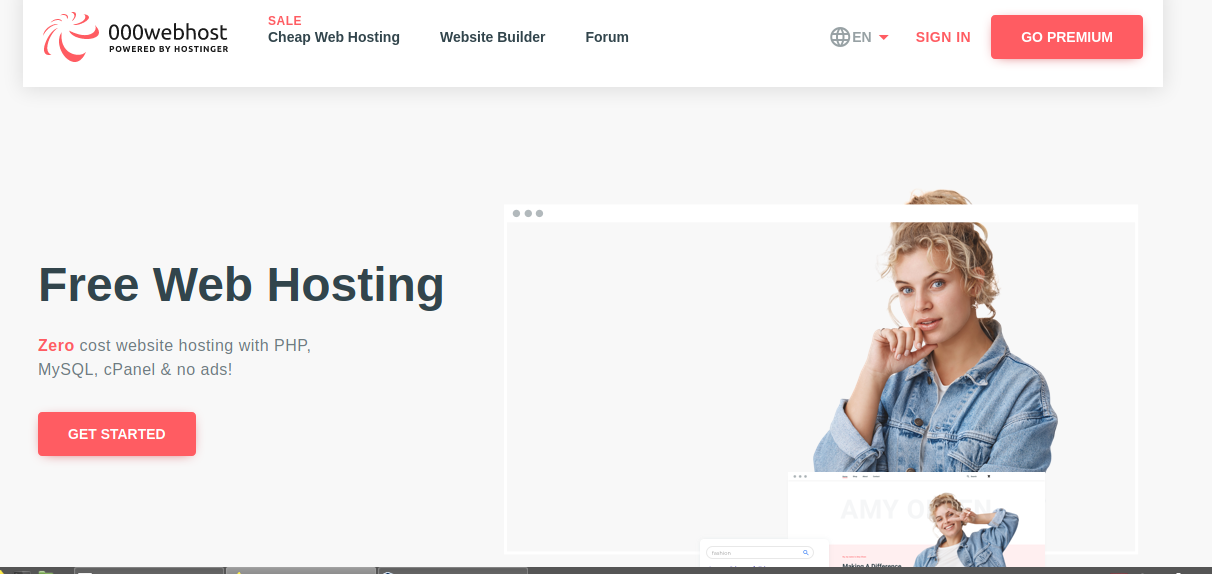 000webhost
POWERED BY HOSTINGER
SALE
Cheap Web Hosting
Website Builder
Forum
EN
SIGN IN
GO PREMIUM
Free Web Hosting
Zero cost website hosting with PHP,
MySQL, cPanel & no ads!
GET STARTED
AMY
fashion
Making A Difference